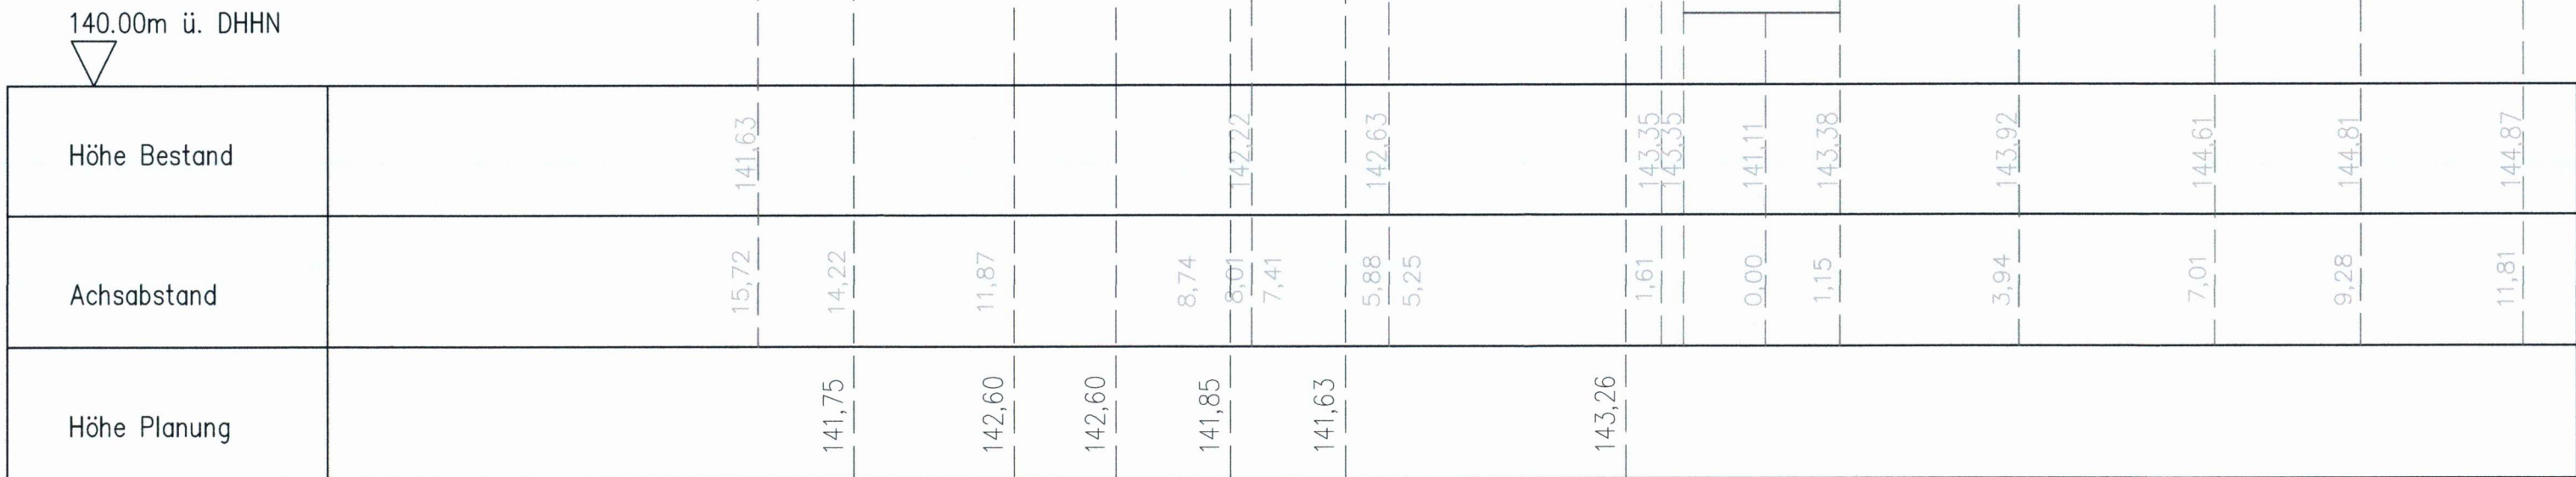 140.00m ü. DHHN
Höhe Bestand 141,63 142,22 142,63 143,35 143,35 141,11 143,38 143,92 144,61 144,81 144,87
Achsabstand 15,72 14,22 11,87 8,74 8,01 7,41 5,88 5,25 1,61 0,00 1,15 3,94 7,01 9,28 11,81
Höhe Planung 141,75 142,60 142,60 141,85 141,63 143,26